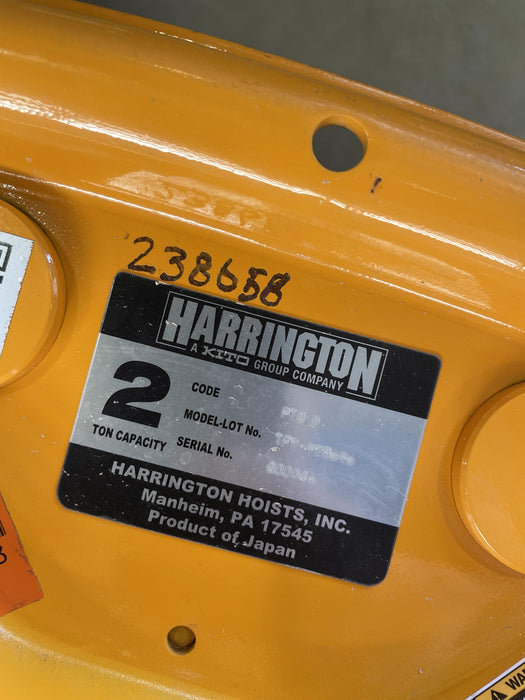 238658
HARRINGTON
A KITO GROUP COMPANY
2
TON CAPACITY
CODE
MODEL-LOT No.
SERIAL No.
HARRINGTON HOISTS, INC.
Manheim, PA 17545
Product of Japan